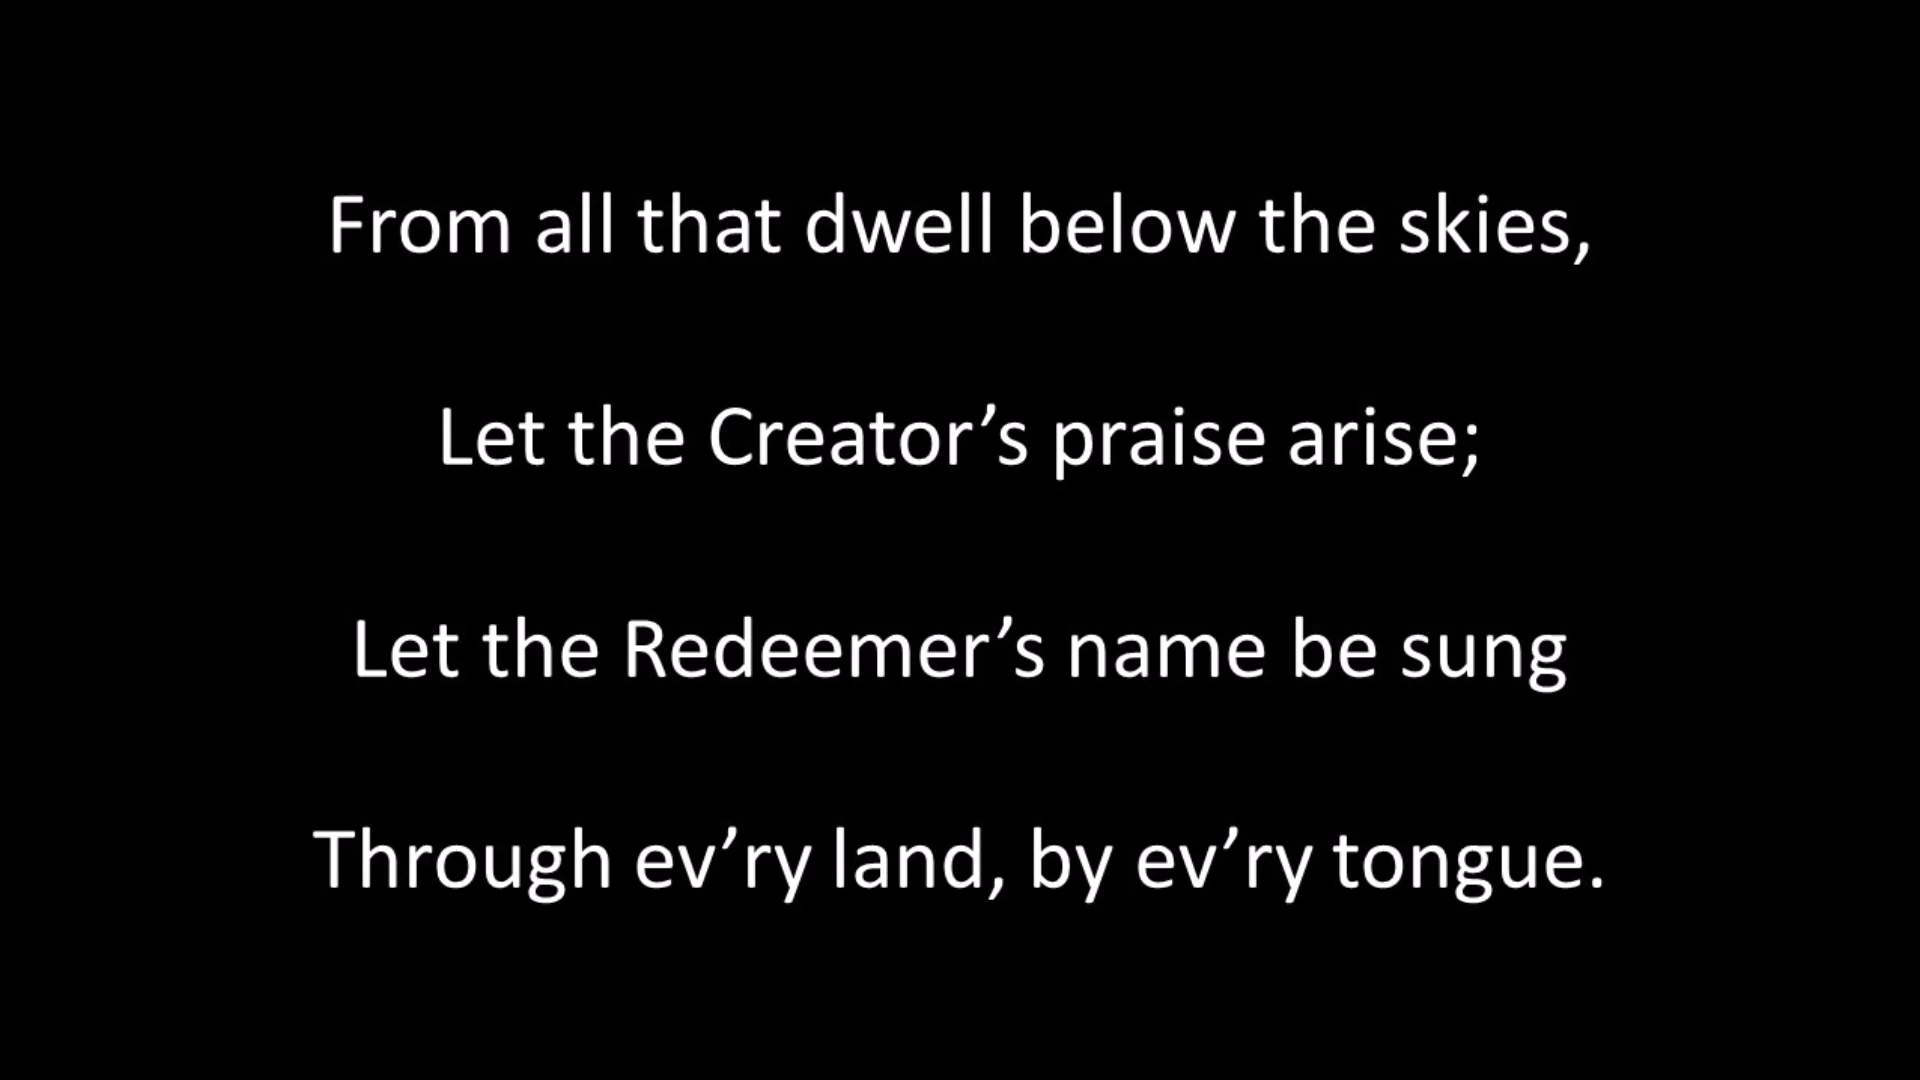 From all that dwell below the skies,
Let the Creator’s praise arise;
Let the Redeemer’s name be sung
Through ev’ry land, by ev’ry tongue.